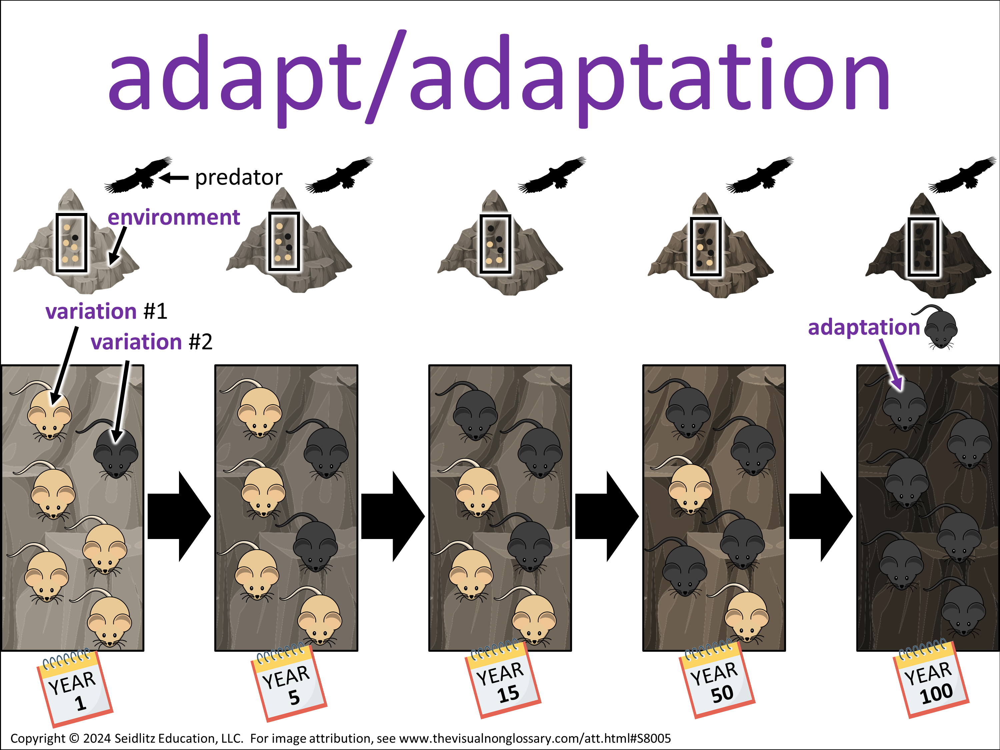 adapt/adaptation
predator
environment
variation #1
variation #2
adaptation
YEAR
1
YEAR
5
YEAR
15
YEAR
50
YEAR
100
Copyright © 2024 Seidlitz Education, LLC.  For image attribution, see www.thevisualnonglossary.com/att.html#S8005